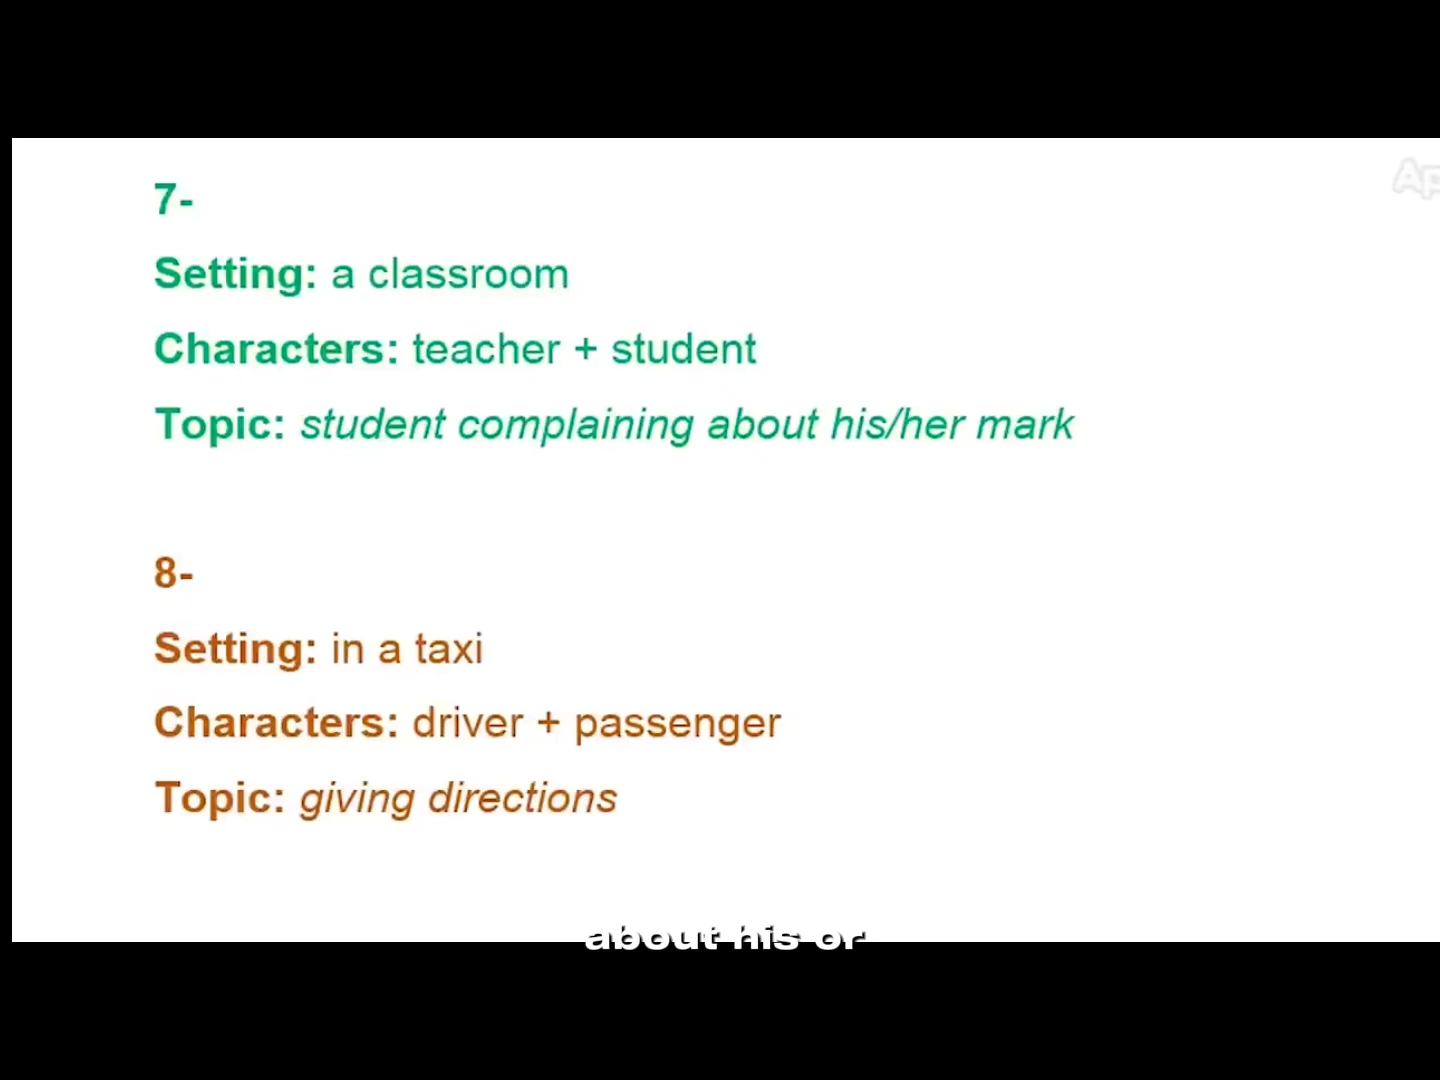 7-
Setting: a classroom
Characters: teacher + student
Topic: student complaining about his/her mark
8-
Setting: in a taxi
Characters: driver + passenger
Topic: giving directions
about his or